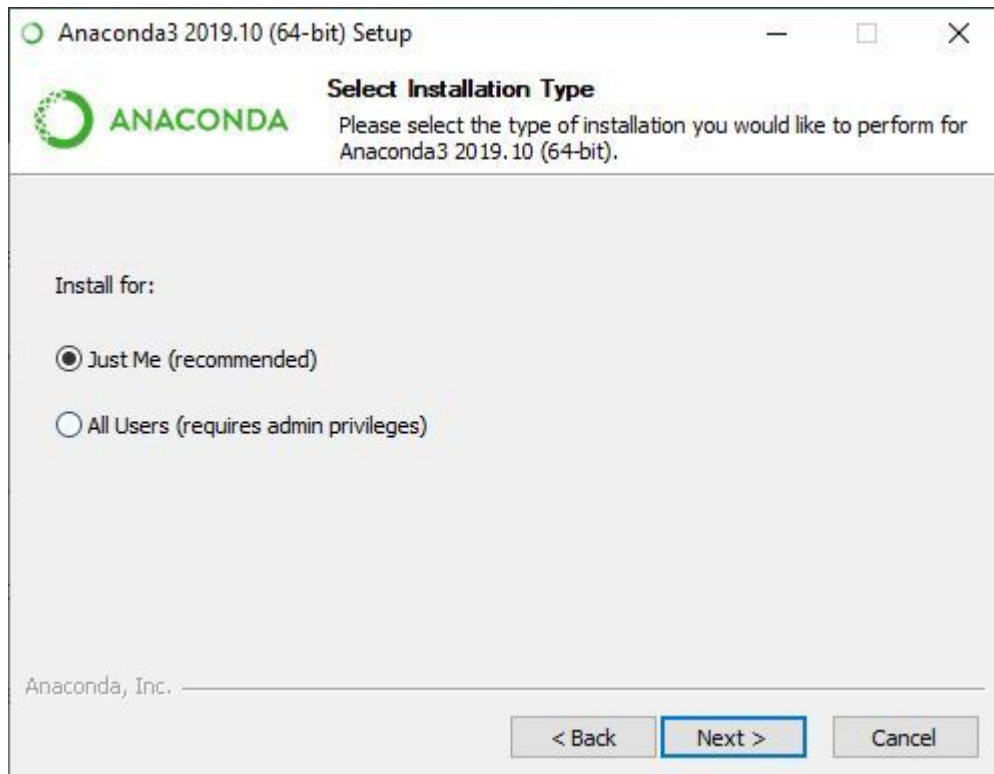 Anaconda3 2019.10 (64-bit) Setup
ANACONDA
Select Installation Type
Please select the type of installation you would like to perform for
Anaconda3 2019.10 (64-bit).
Install for:
Just Me (recommended)
All Users (requires admin privileges)
Anaconda, Inc.
< Back
Next >
Cancel